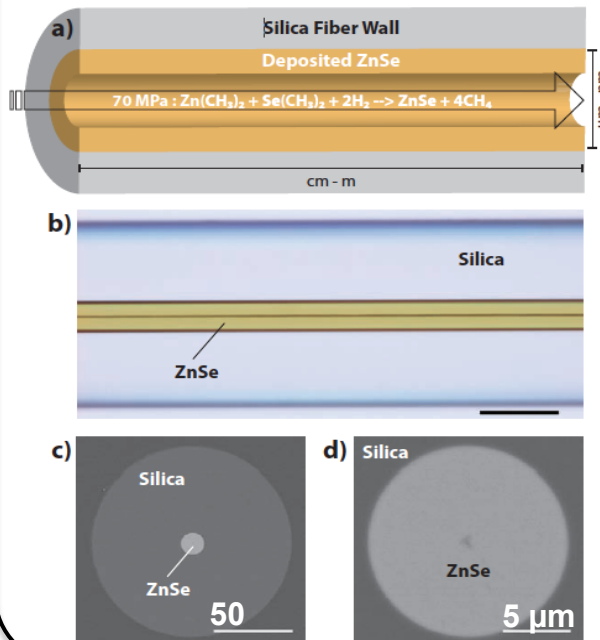 a)
Silica Fiber Wall
Deposited ZnSe
70 MPa : Zn(CH₃)₂ + Se(CH₃)₂ + 2H₂ --> ZnSe + 4CH₄
cm - m
b)
Silica
ZnSe
c)
Silica
ZnSe
50
d)
Silica
ZnSe
5 μm